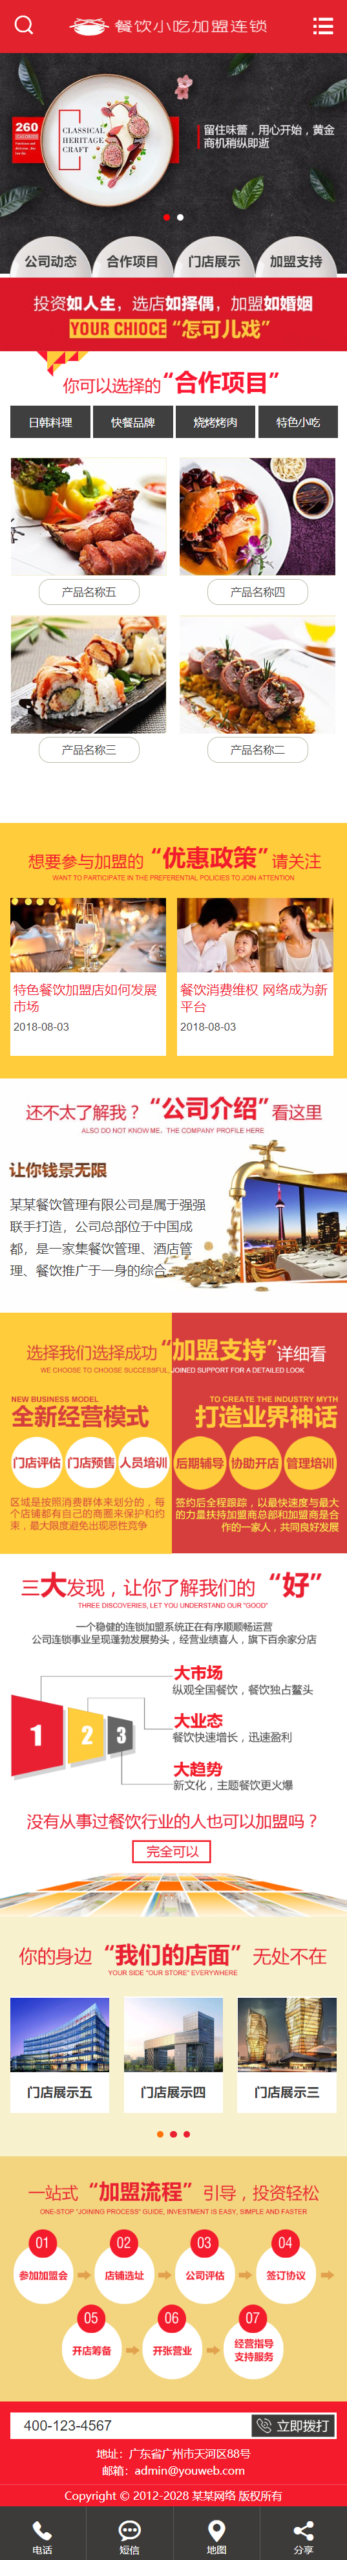 餐饮小吃加盟连锁
260
CLASSICAL
HERITAGE
CRAFT
留住味蕾，用心开始，黄金
商机稍纵即逝
公司动态
合作项目
门店展示
加盟支持
投资如人生，选店如择偶，加盟如婚姻
YOUR CHIOCE “怎可儿戏”
你可以选择的“合作项目”
日韩料理
快餐品牌
烧烤烤肉
特色小吃
产品名称五
产品名称四
产品名称三
产品名称二
想要参与加盟的“优惠政策”请关注
WANT TO PARTICIPATE IN THE PREFERENTIAL POLICIES TO JOIN ATTENTION
特色餐饮加盟店如何发展
市场
2018-08-03
餐饮消费维权 网络成为新
平台
2018-08-03
还不太了解我？“公司介绍”看这里
ALSO DO NOT KNOW ME, THE COMPANY PROFILE HERE
让你钱景无限
某某餐饮管理有限公司是属于强强
联手打造，公司总部位于中国成
都，是一家集餐饮管理、酒店管
理、餐饮推广于一身的综合…
选择我们选择成功“加盟支持”详细看
WE CHOOSE TO CHOOSE SUCCESSFUL JOINED SUPPORT FOR A DETAILED LOOK
NEW BUSINESS MODEL
全新经营模式
TO CREATE THE INDUSTRY MYTH
打造业界神话
门店评估
门店预售
人员培训
后期辅导
协助开店
管理培训
区域是按照消费群体来划分的，每
个店铺都有自己的商圈来保护和约
束，最大限度避免出现恶性竞争
签约后全程跟踪，以最快速度与最大
的力量扶持加盟商总部和加盟商是合
作的一家人，共同良好发展
三大发现，让你了解我们的“好”
THREE DISCOVERIES, LET YOU UNDERSTAND OUR "GOOD"
一个稳健的连锁加盟系统正在有序顺顺畅运营
公司连锁事业呈现蓬勃发展势头，经营业绩喜人，旗下百余家分店
大市场
纵观全国餐饮，餐饮独占鳌头
大业态
餐饮快速增长，迅速盈利
大趋势
新文化，主题餐饮更火爆
1
2
3
没有从事过餐饮行业的人也可以加盟吗？
完全可以
你的身边“我们的店面”无处不在
YOUR SIDE "OUR STORE" EVERYWHERE
门店展示五
门店展示四
门店展示三
一站式“加盟流程”引导，投资轻松
ONE-STOP "JOINING PROCESS" GUIDE, INVESTMENT IS EASY, SIMPLE AND FASTER
01
参加加盟会
02
店铺选址
03
公司评估
04
签订协议
05
开店筹备
06
开张营业
07
经营指导
支持服务
400-123-4567
立即拨打
地址：广东省广州市天河区88号
邮箱：admin@youweb.com
Copyright © 2012-2028 某某网络 版权所有
电话
短信
地图
分享